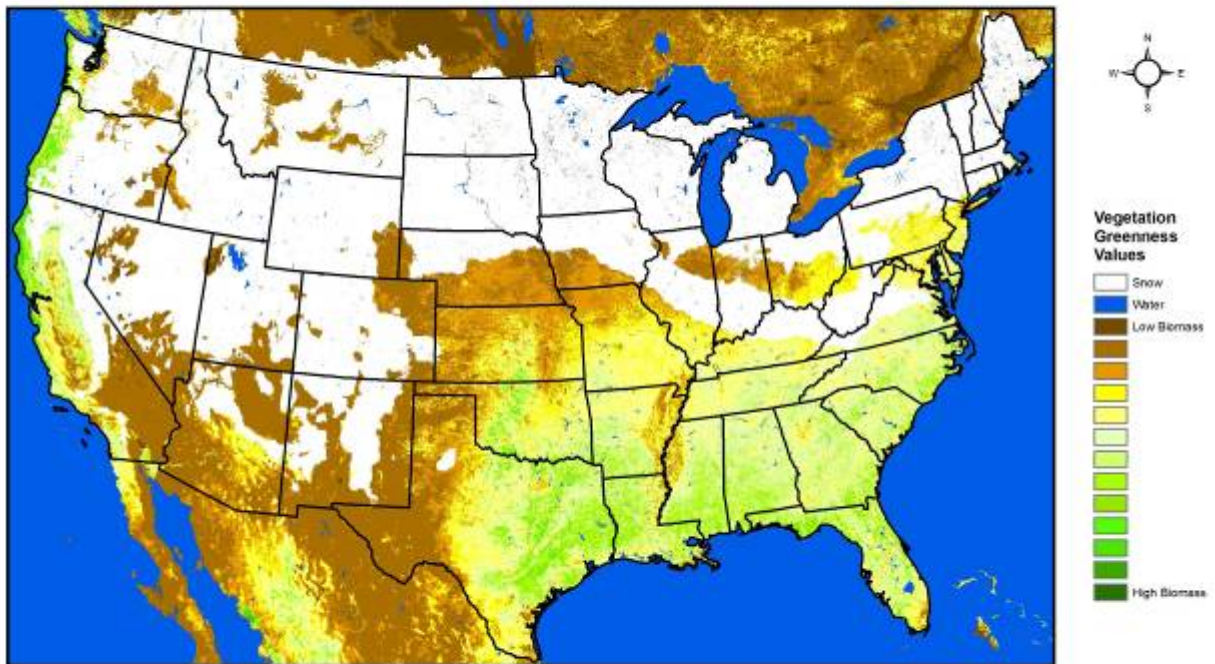 N
W E
S
Vegetation
Greenness
Values
Snow
Water
Low Biomass
High Biomass